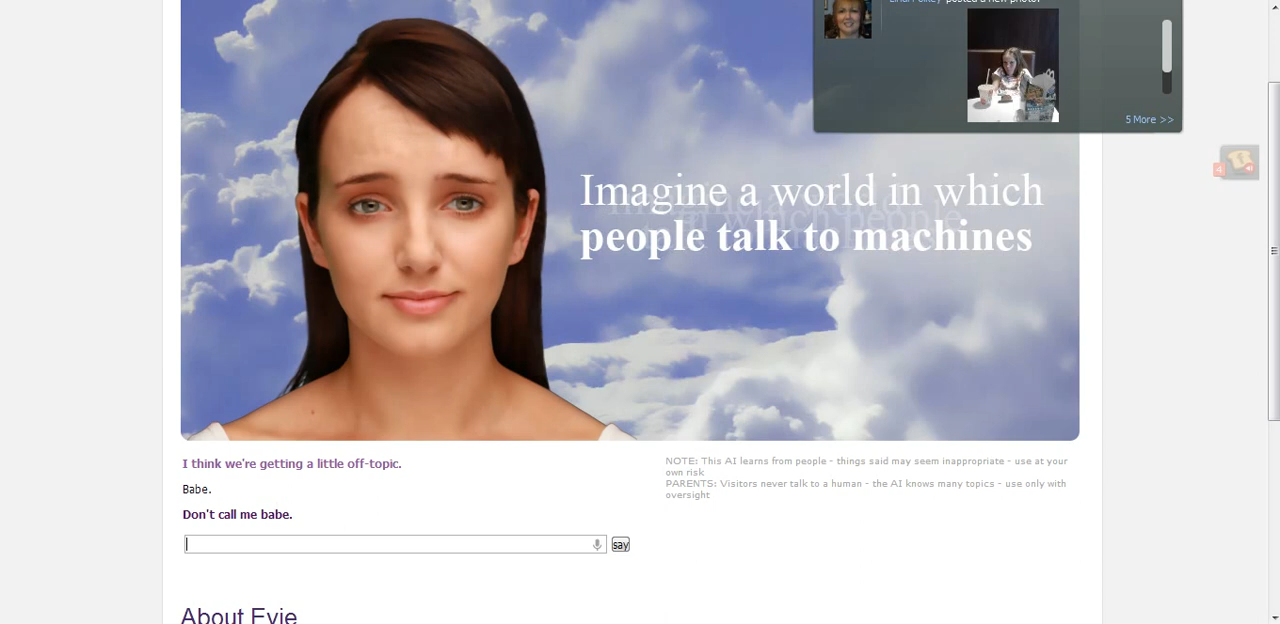 posted a new photo!
5 More >>
4
Imagine a world in which
people talk to machines
I think we're getting a little off-topic.
Babe.
Don't call me babe.
say
NOTE: This AI learns from people - things said may seem inappropriate - use at your
own risk
PARENTS: Visitors never talk to a human - the AI knows many topics - use only with
oversight
About Evie